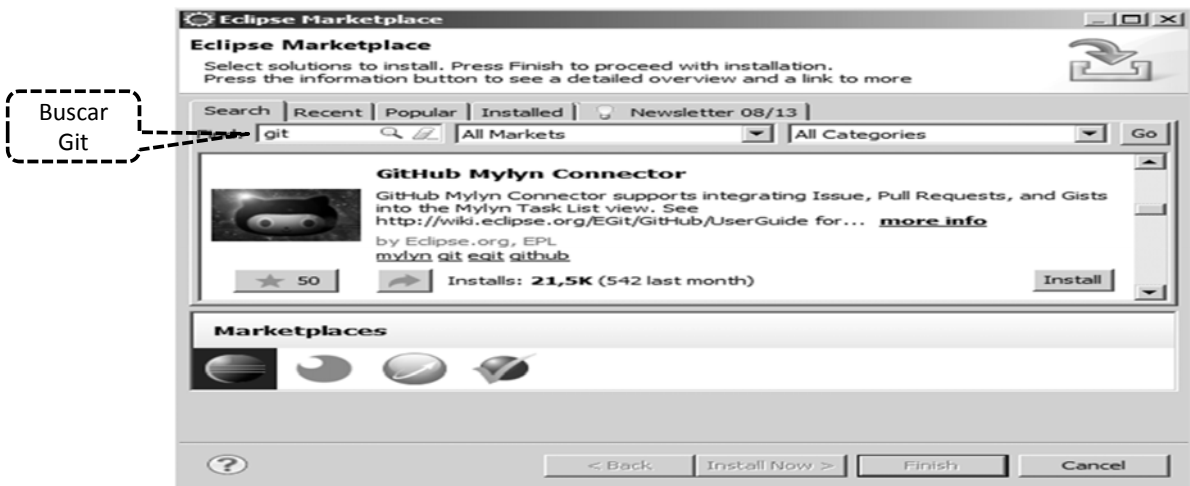 Eclipse Marketplace
Eclipse Marketplace
Select solutions to install. Press Finish to proceed with installation.
Press the information button to see a detailed overview and a link to more
Buscar
Git
Search Recent Popular Installed Newsletter 08/13
git All Markets All Categories Go
GitHub Mylyn Connector
GitHub Mylyn Connector supports integrating Issue, Pull Requests, and Gists
into the Mylyn Task List view. See
http://wiki.eclipse.org/EGit/GitHub/UserGuide for... more info
by Eclipse.org, EPL
mylyn git egit github
50 Installs: 21,5K (542 last month) Install
Marketplaces
? < Back Install Now > Finish Cancel